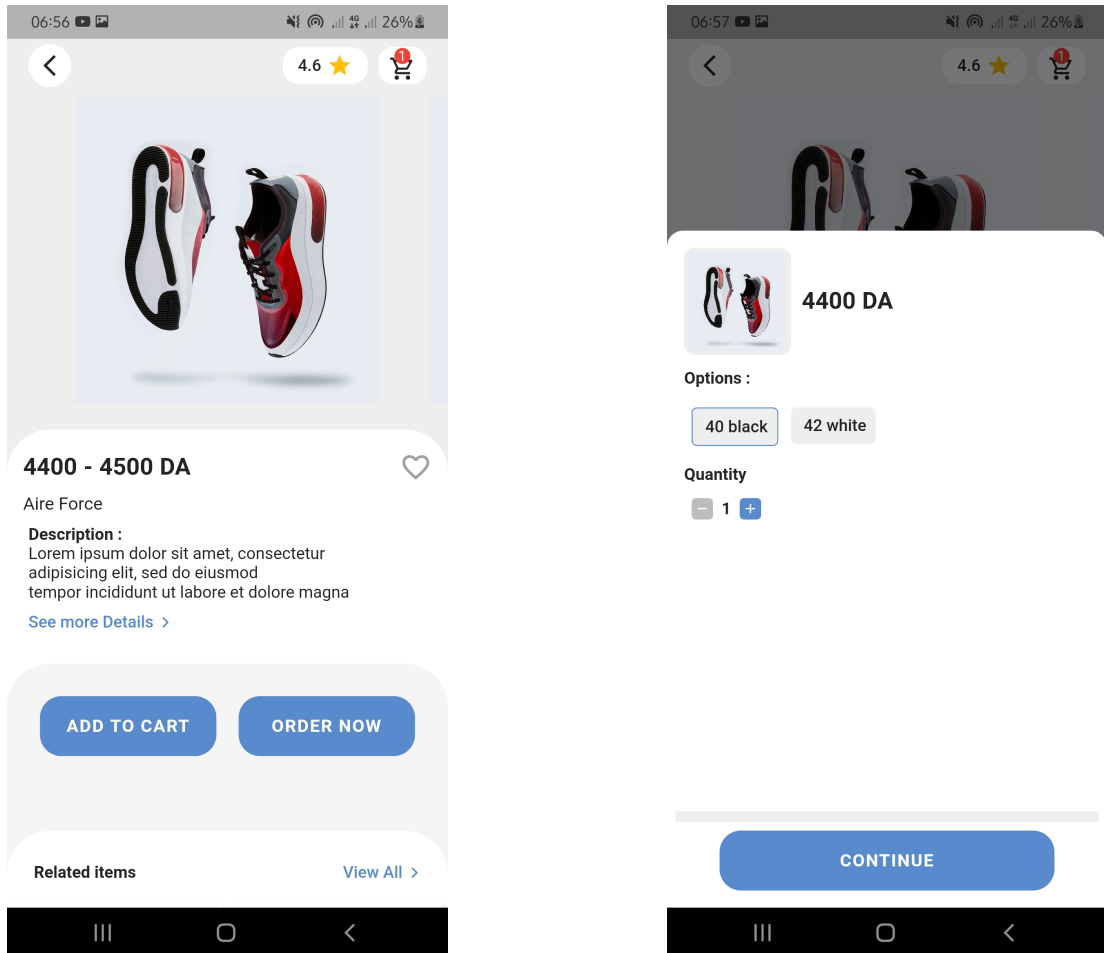 06:56
4G
26%
4.6
1
4400 - 4500 DA
Aire Force
Description :
Lorem ipsum dolor sit amet, consectetur
adipisicing elit, sed do eiusmod
tempor incididunt ut labore et dolore magna
See more Details
ADD TO CART
ORDER NOW
Related items
View All
06:57
4G
26%
4.6
1
4400 DA
Options :
40 black
42 white
Quantity
1
CONTINUE